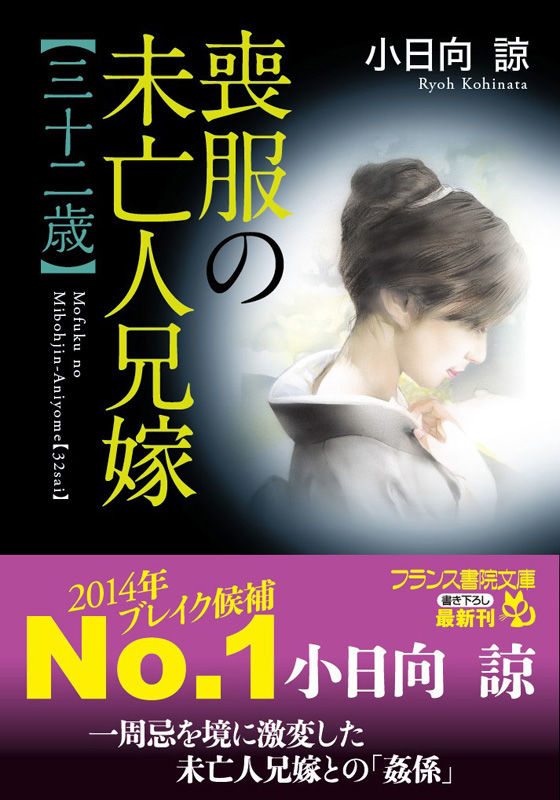 小日向 諒
Ryoh Kohinata
喪服の
未亡人兄嫁
【三十二歳】
Mofuku no
Mibohjin-Aniyome【32sai】
2014年
ブレイク候補
No.1 小日向 諒
フランス書院文庫
書き下ろし
最新刊
一周忌を境に激変した
未亡人兄嫁との「姦係」